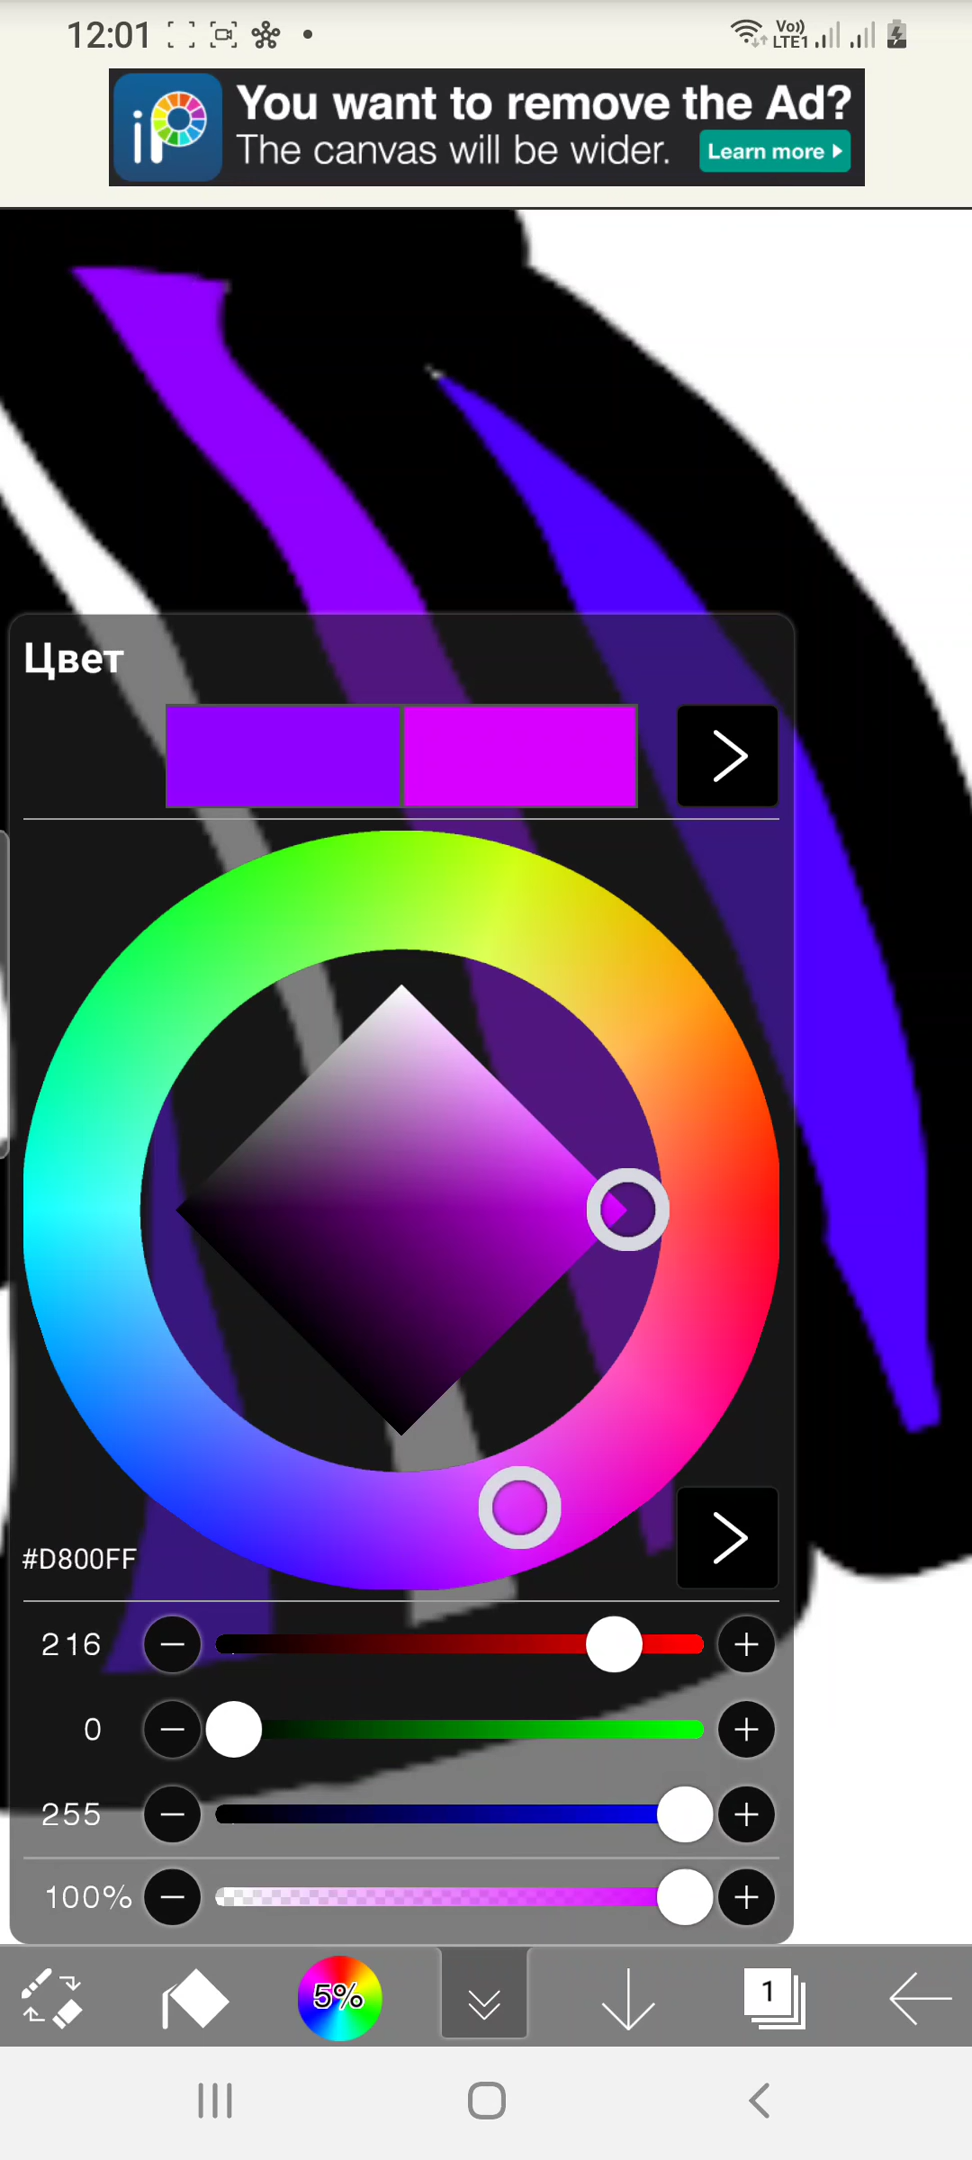 12:01
Vo))
LTE1
iP
You want to remove the Ad?
The canvas will be wider.
Learn more
Цвет
#D800FF
216
0
255
100%
5%
1